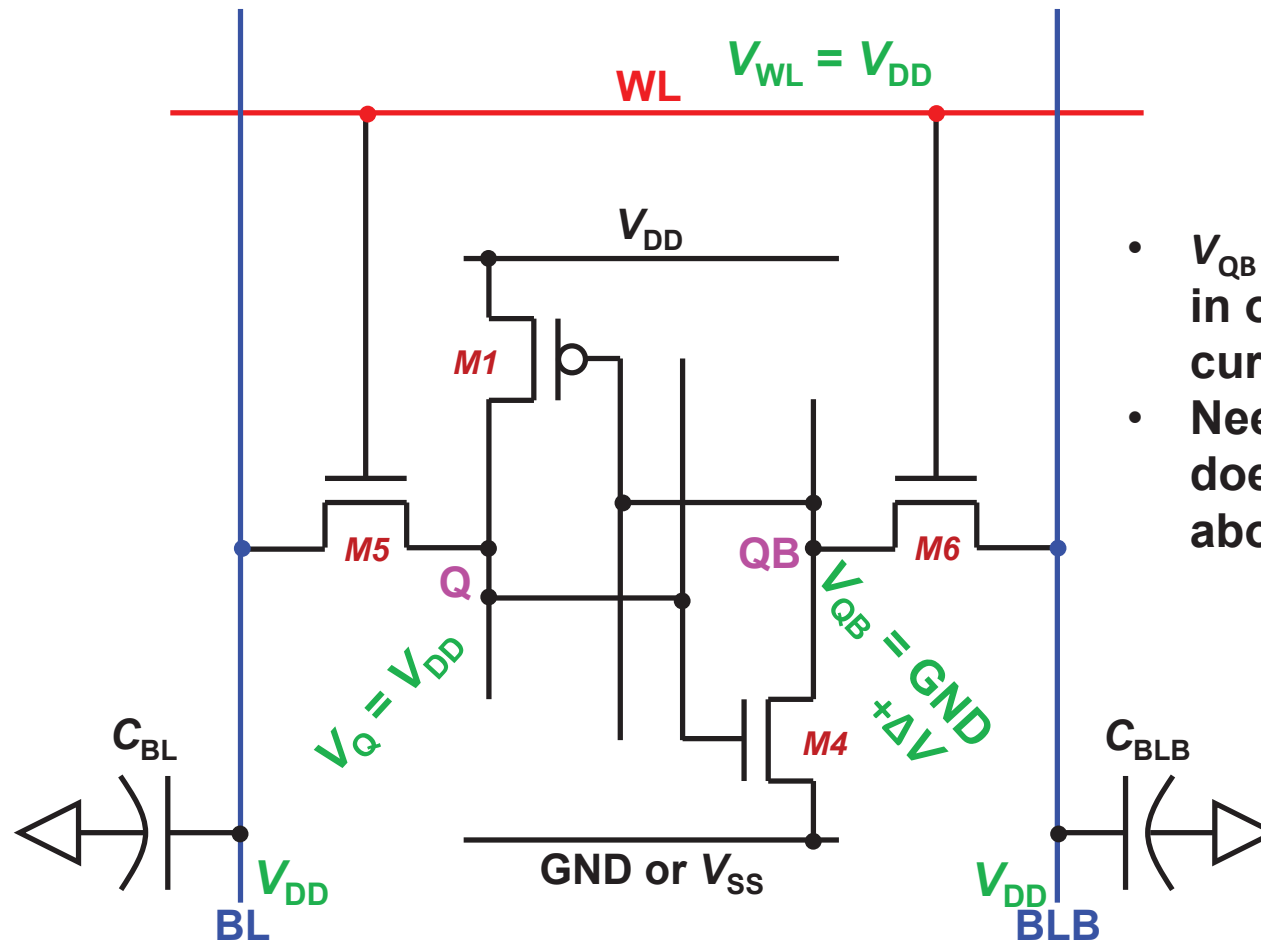 V_WL = V_DD
WL
V_DD
• V_QB
in o
cur
M1
• Nee
doe
abo
M5
Q
QB
M6
V_Q = V_DD
V_QB = GND
+ΔV
M4
C_BL
C_BLB
GND or V_SS
V_DD
V_DD
BL
BLB